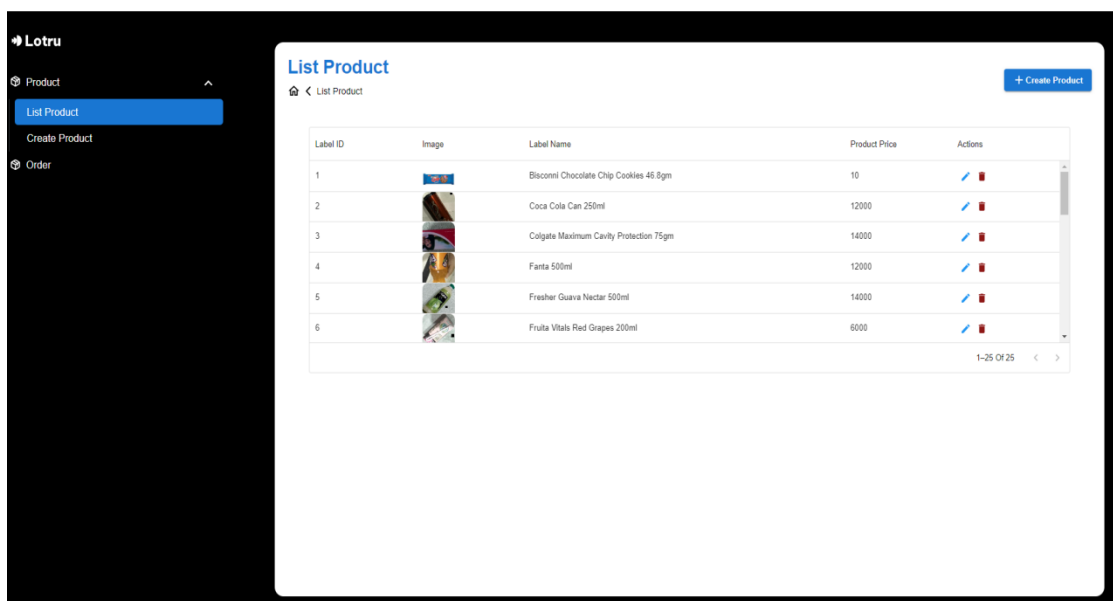 Lotru
Product
List Product
Create Product
Order
List Product
List Product
+ Create Product
Label ID Image Label Name Product Price Actions
1 Bisconni Chocolate Chip Cookies 46.8gm 10
2 Coca Cola Can 250ml 12000
3 Colgate Maximum Cavity Protection 75gm 14000
4 Fanta 500ml 12000
5 Fresher Guava Nectar 500ml 14000
6 Fruita Vitals Red Grapes 200ml 6000
1–25 Of 25